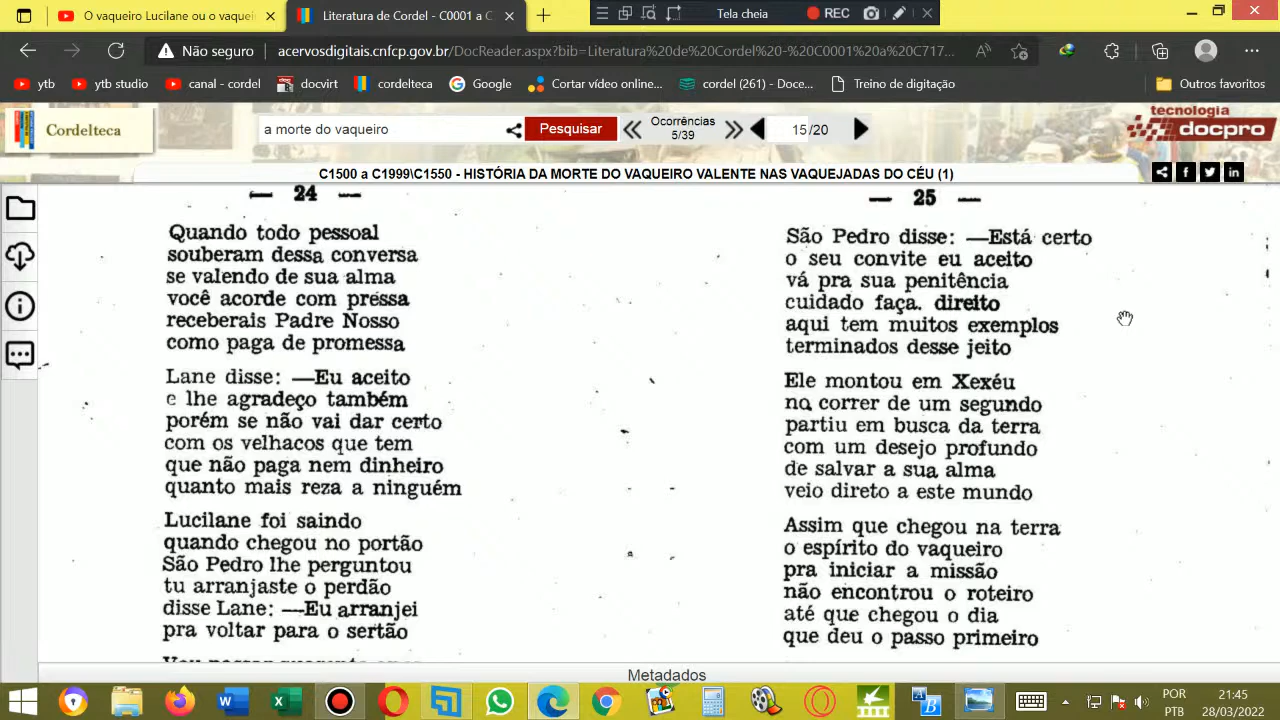 O vaqueiro Lucilane ou o vaquei
Literatura de Cordel - C0001 a C
Tela cheia
REC
Não seguro
acervosdigitais.cnfcp.gov.br/DocReader.aspx?bib=Literatura%20de%20Cordel%20-%20C0001%20a%20C717...
ytb
ytb studio
canal - cordel
docvirt
cordelteca
Google
Cortar vídeo online...
cordel (261) - Doce...
Treino de digitação
Outros favoritos
Cordelteca
a morte do vaqueiro
Pesquisar
Ocorrências
5/39
15/20
tecnologia
docpro
C1500 a C1999\C1550 - HISTÓRIA DA MORTE DO VAQUEIRO VALENTE NAS VAQUEJADAS DO CÉU (1)
— 24 —
Quando todo pessoal
souberam dessa conversa
se valendo de sua alma
você acorde com pressa
receberais Padre Nosso
como paga de promessa
Lane disse: —Eu aceito
e lhe agradeço também
porém se não vai dar certo
com os velhacos que tem
que não paga nem dinheiro
quanto mais reza a ninguém
Lucilane foi saindo
quando chegou no portão
São Pedro lhe perguntou
tu arranjaste o perdão
disse Lane: —Eu arranjei
pra voltar para o sertão
— 25 —
São Pedro disse: —Está certo
o seu convite eu aceito
vá pra sua penitência
cuidado faça. direito
aqui tem muitos exemplos
terminados desse jeito
Ele montou em Xexéu
no correr de um segundo
partiu em busca da terra
com um desejo profundo
de salvar a sua alma
veio direto a este mundo
Assim que chegou na terra
o espírito do vaqueiro
pra iniciar a missão
não encontrou o roteiro
até que chegou o dia
que deu o passo primeiro
Metadados
POR
PTB
21:45
28/03/2022